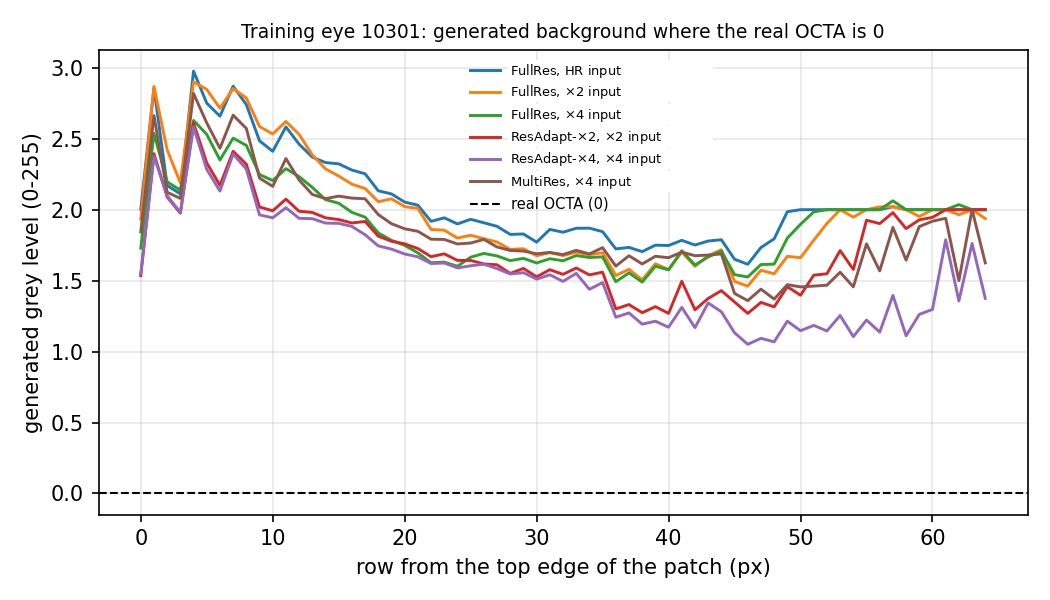 Training eye 10301: generated background where the real OCTA is 0
generated grey level (0-255)
3.0
2.5
2.0
1.5
1.0
0.5
0.0
FullRes, HR input
FullRes, ×2 input
FullRes, ×4 input
ResAdapt-×2, ×2 input
ResAdapt-×4, ×4 input
MultiRes, ×4 input
real OCTA (0)
0 10 20 30 40 50 60
row from the top edge of the patch (px)